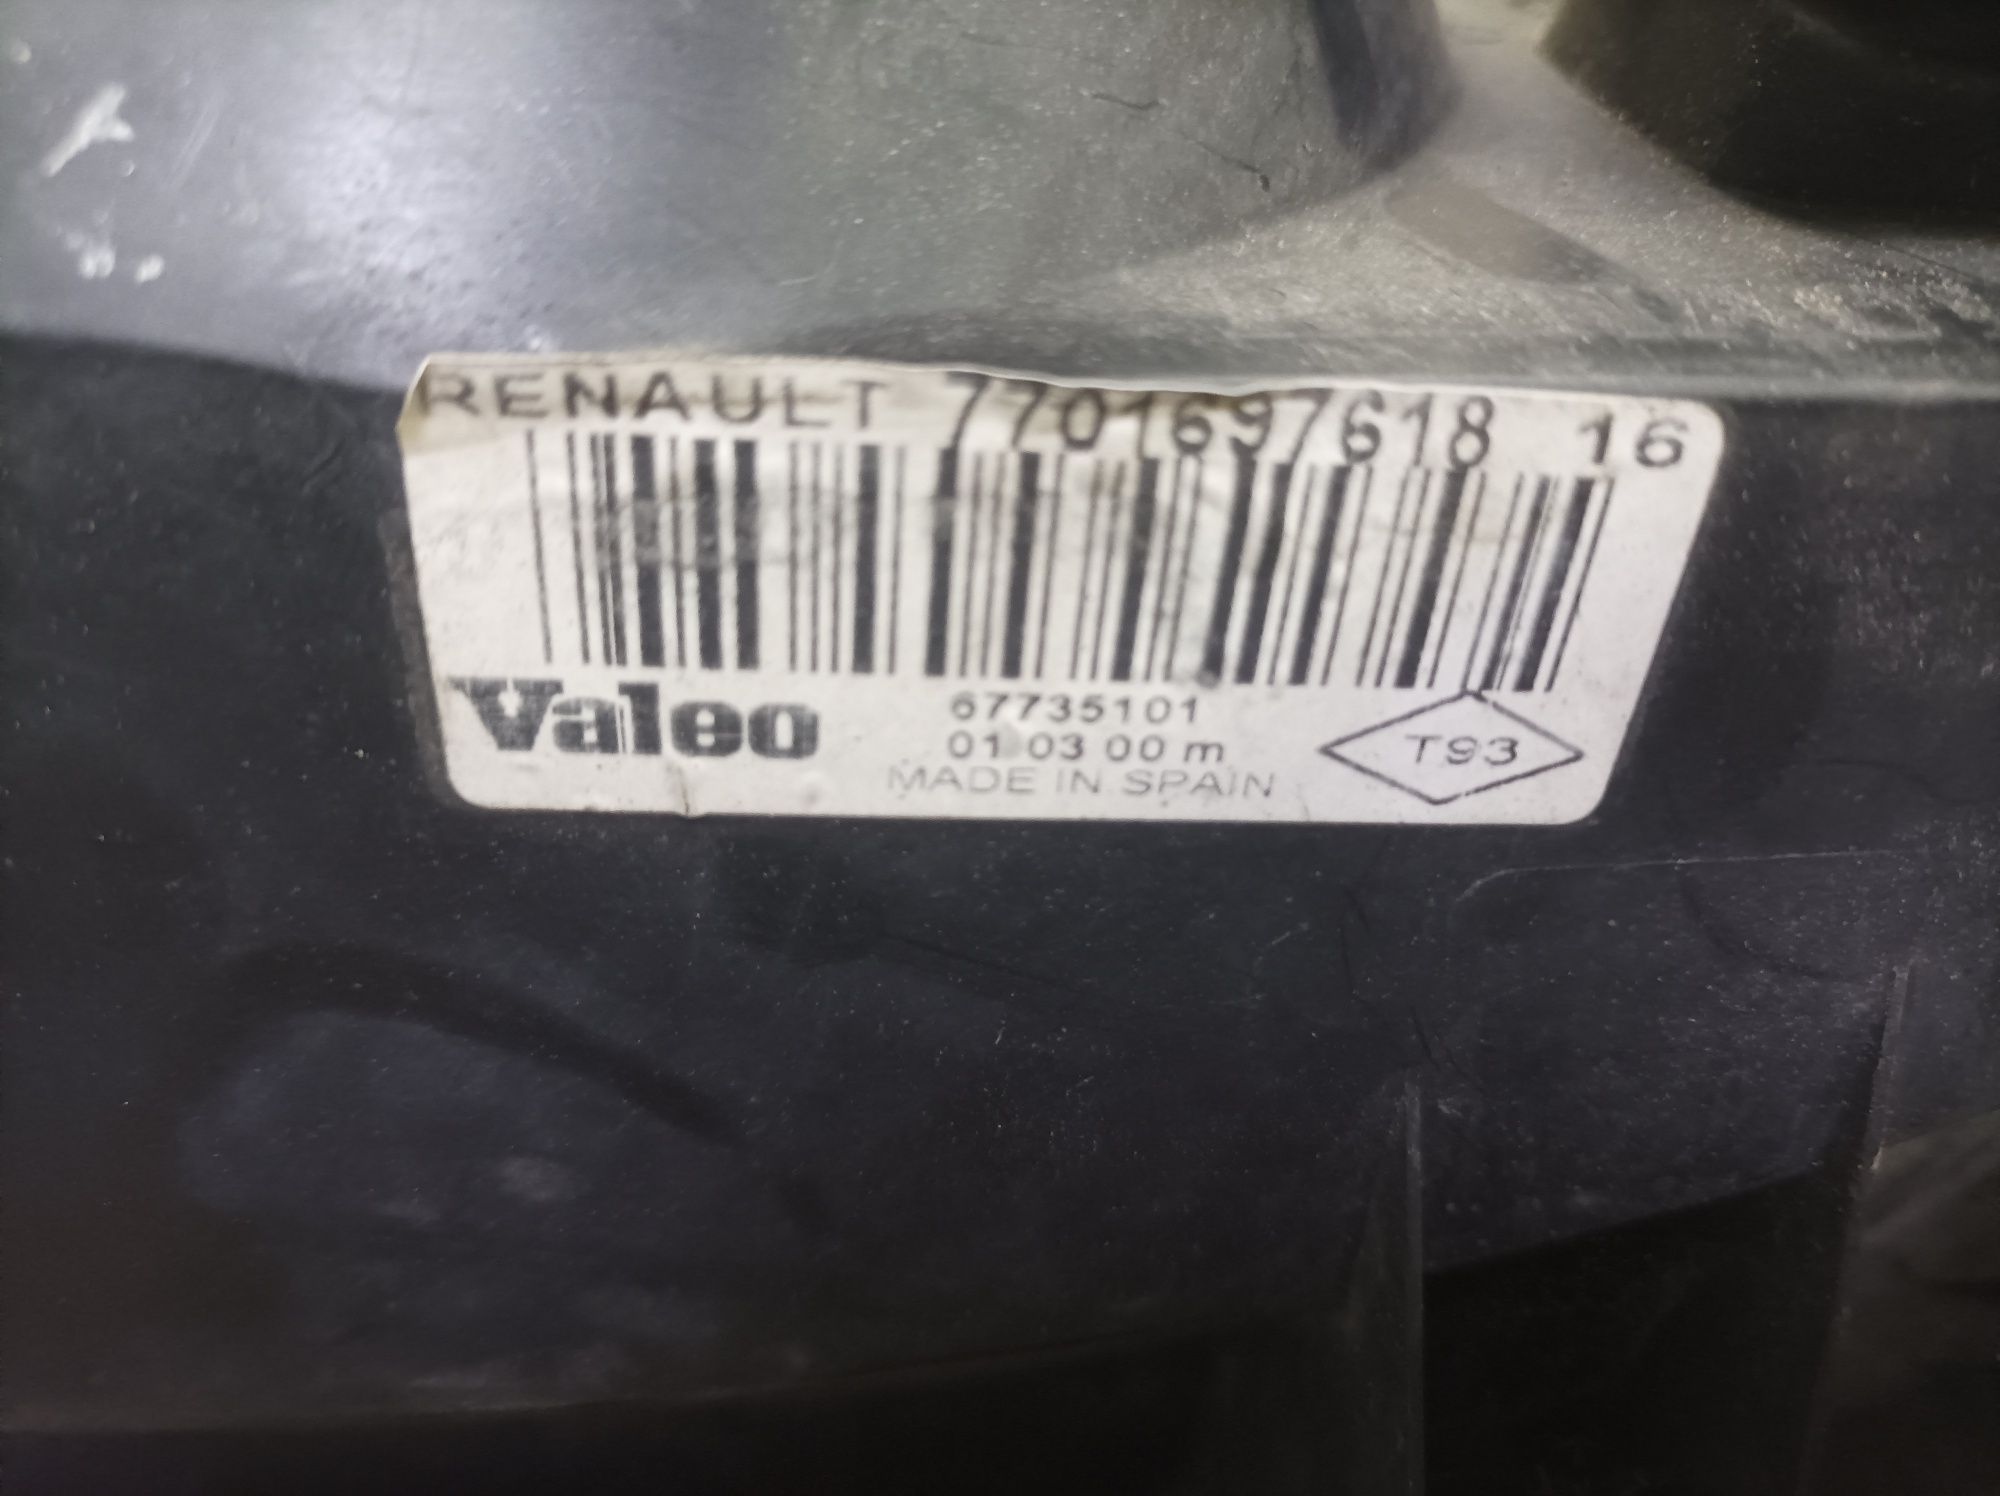 RENAULT 7701697618 16
Valeo
67735101
01 03 00 m
MADE IN SPAIN
T93